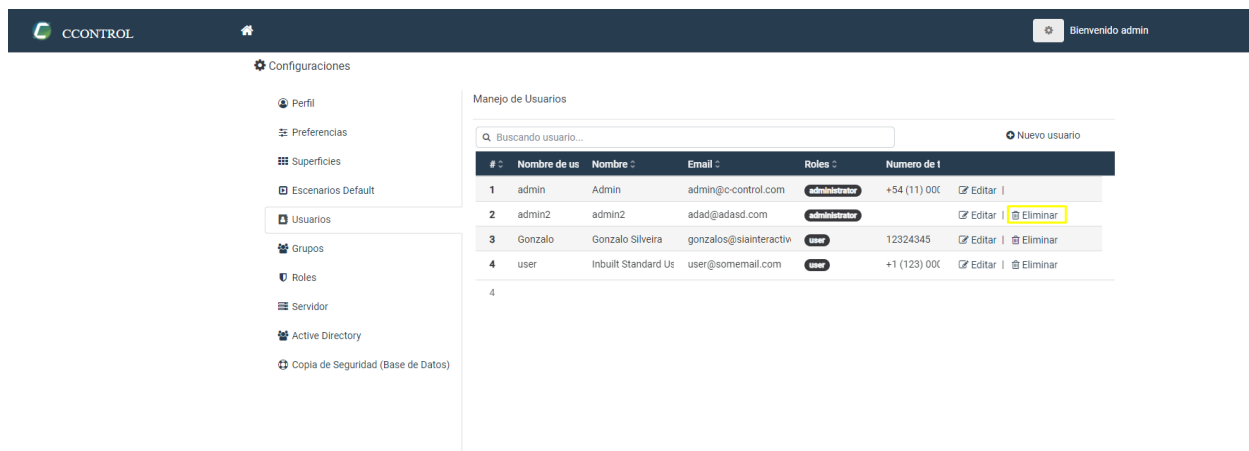 CCONTROL
Bienvenido admin
Configuraciones
Perfil
Preferencias
Superficies
Escenarios Default
Usuarios
Grupos
Roles
Servidor
Active Directory
Copia de Seguridad (Base de Datos)
Manejo de Usuarios
Buscando usuario...
Nuevo usuario
# Nombre de us Nombre Email Roles Numero de t
1 admin Admin admin@c-control.com administrator +54 (11) 000 Editar |
2 admin2 admin2 adad@adasd.com administrator Editar | Eliminar
3 Gonzalo Gonzalo Silveira gonzalos@siainteractiv user 12324345 Editar | Eliminar
4 user Inbuilt Standard Us user@somemail.com user +1 (123) 000 Editar | Eliminar
4